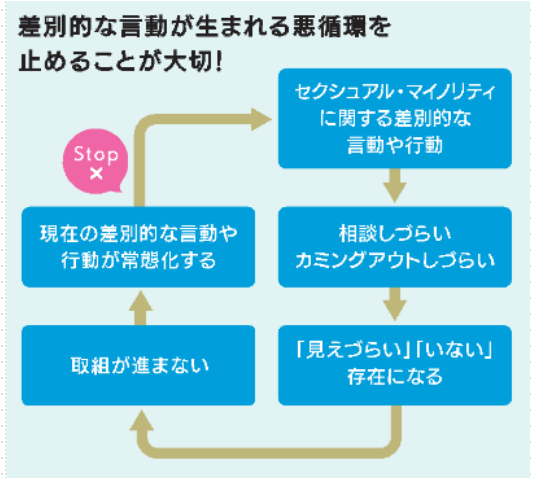 差別的な言動が生まれる悪循環を
止めることが大切!
セクシュアル・マイノリティ
に関する差別的な
言動や行動
相談しづらい
カミングアウトしづらい
「見えづらい」「いない」
存在になる
取組が進まない
現在の差別的な言動や
行動が常態化する
Stop
×